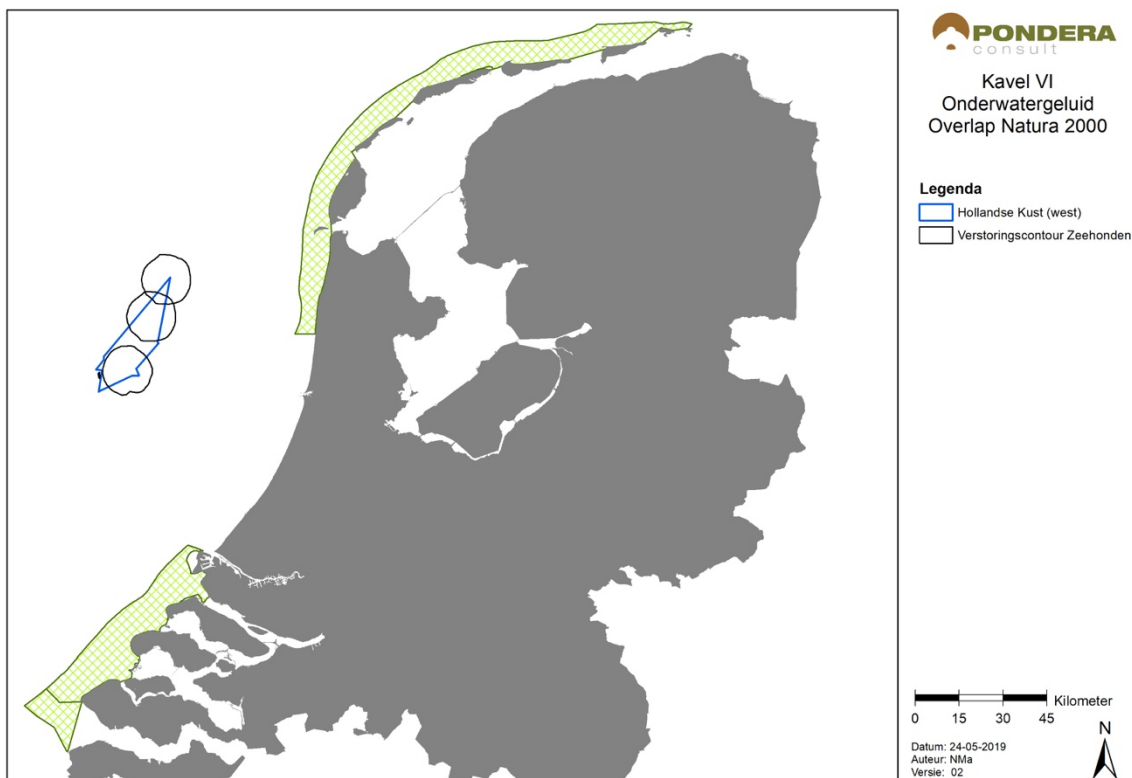 PONDERA
consult
Kavel VI
Onderwatergeluid
Overlap Natura 2000
Legenda
Hollandse Kust (west)
Verstoringscontour Zeehonden
Kilometer
0 15 30 45
N
Datum: 24-05-2019
Auteur: NMa
Versie: 02